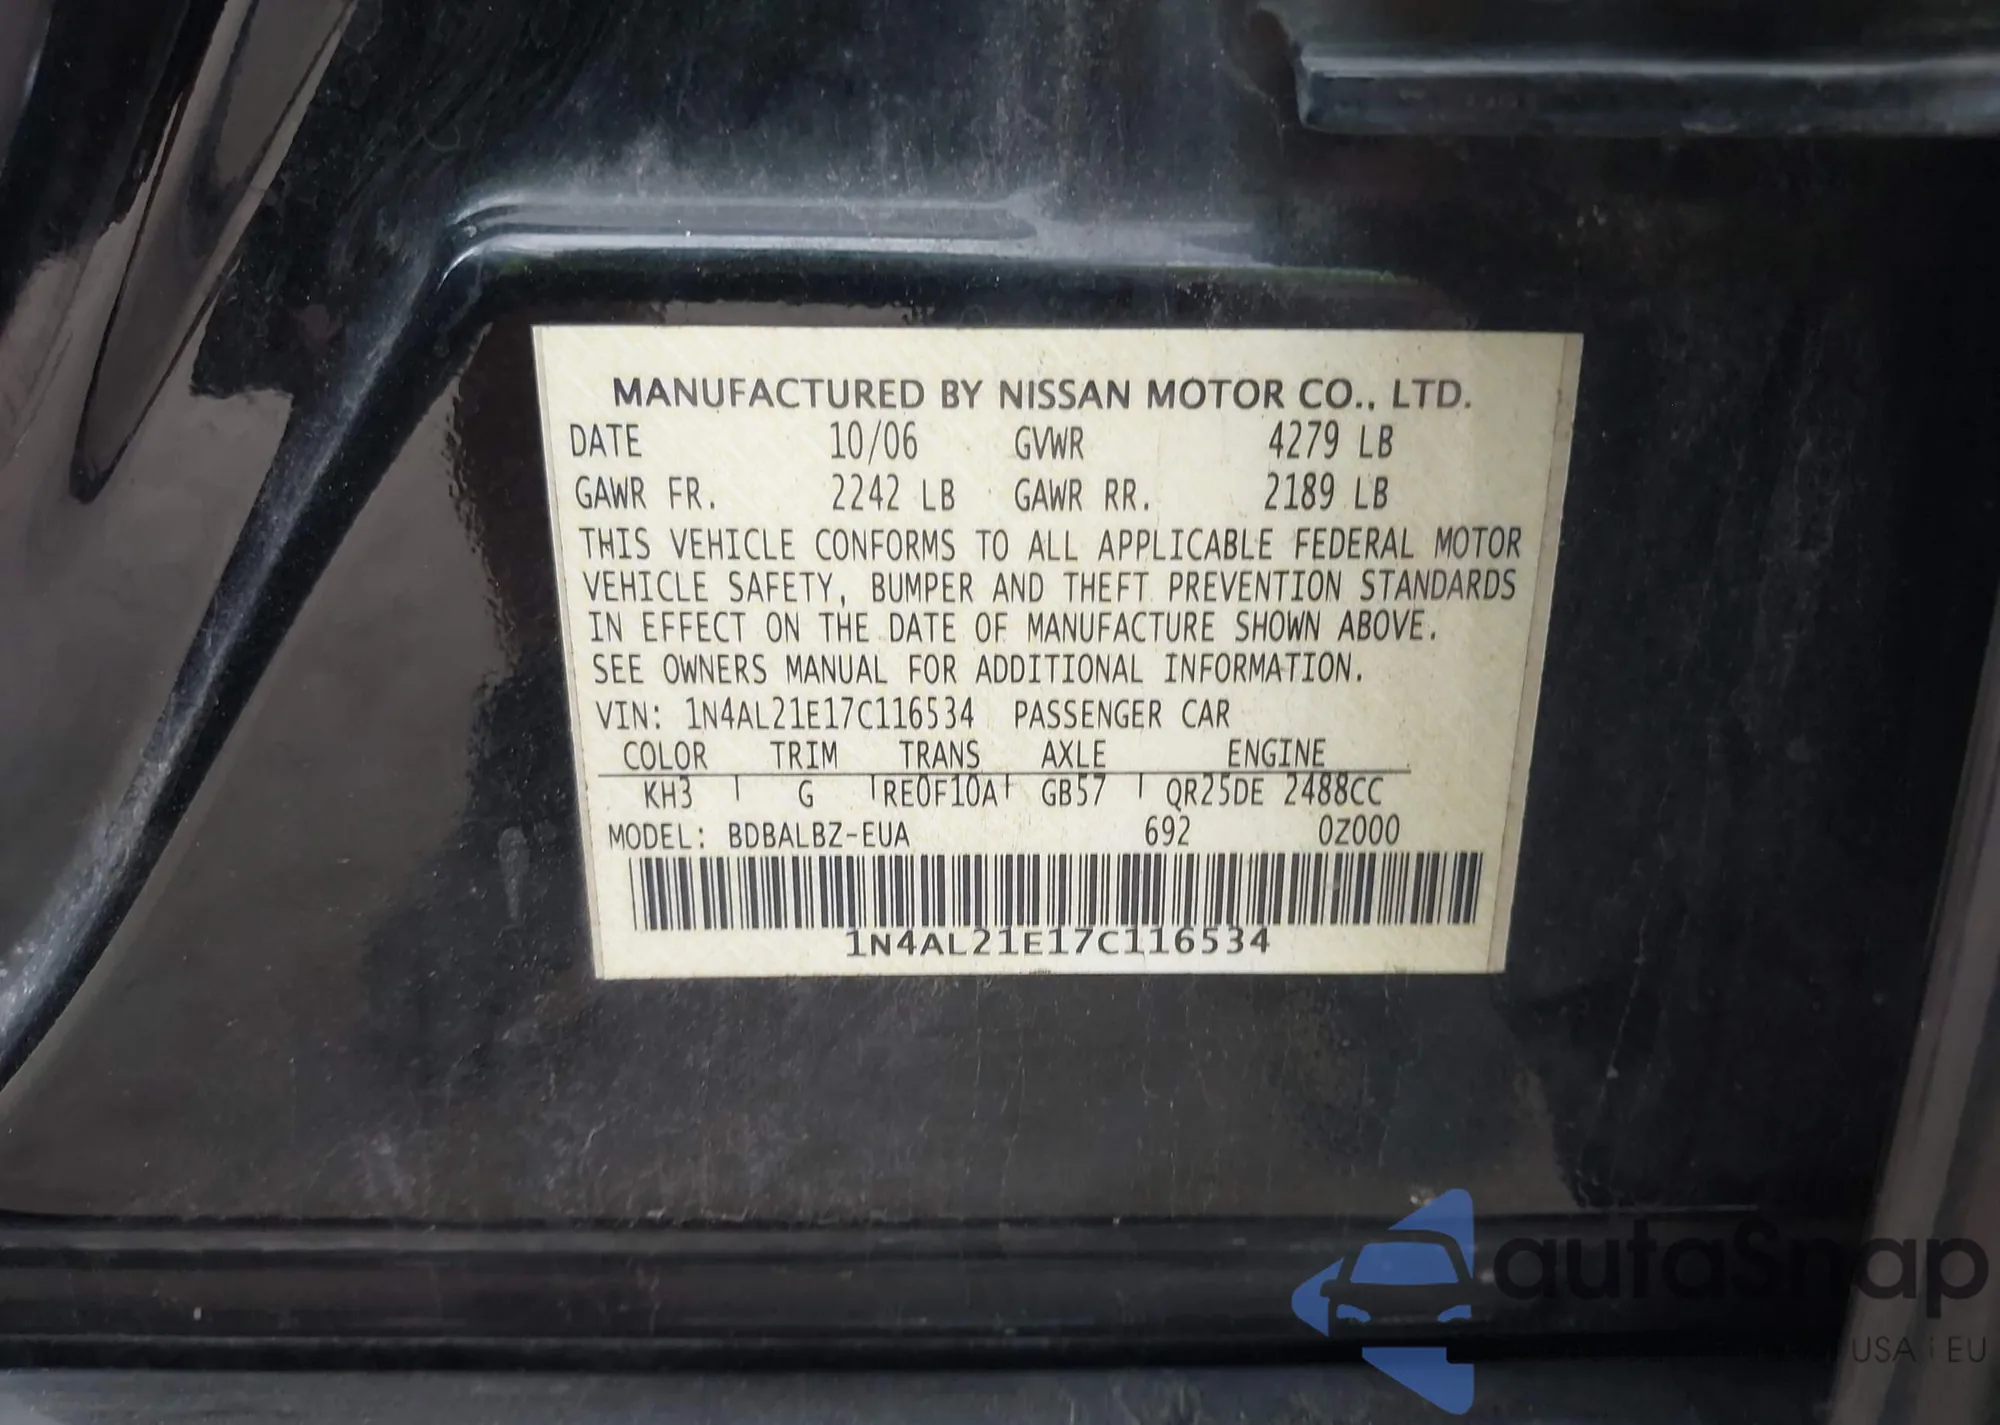 MANUFACTURED BY NISSAN MOTOR CO., LTD.
DATE 10/06 GVWR 4279 LB
GAWR FR. 2242 LB GAWR RR. 2189 LB
THIS VEHICLE CONFORMS TO ALL APPLICABLE FEDERAL MOTOR
VEHICLE SAFETY, BUMPER AND THEFT PREVENTION STANDARDS
IN EFFECT ON THE DATE OF MANUFACTURE SHOWN ABOVE.
SEE OWNERS MANUAL FOR ADDITIONAL INFORMATION.
VIN: 1N4AL21E17C116534 PASSENGER CAR
COLOR TRIM TRANS AXLE ENGINE
KH3 G RE0F10A GB57 QR25DE 2488CC
MODEL: BDBALBZ-EUA 692 0Z000
1N4AL21E17C116534
autaSnap
USA i EU